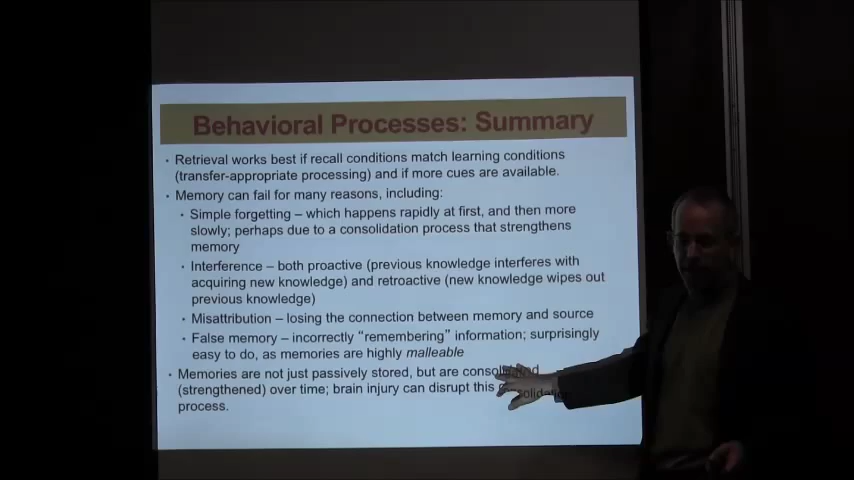 Behavioral Processes: Summary
• Retrieval works best if recall conditions match learning conditions
(transfer-appropriate processing) and if more cues are available.
• Memory can fail for many reasons, including:
• Simple forgetting – which happens rapidly at first, and then more
slowly; perhaps due to a consolidation process that strengthens
memory
• Interference – both proactive (previous knowledge interferes with
acquiring new knowledge) and retroactive (new knowledge wipes out
previous knowledge)
• Misattribution – losing the connection between memory and source
• False memory – incorrectly “remembering” information; surprisingly
easy to do, as memories are highly malleable
• Memories are not just passively stored, but are consolidated
(strengthened) over time; brain injury can disrupt this consolidation
process.